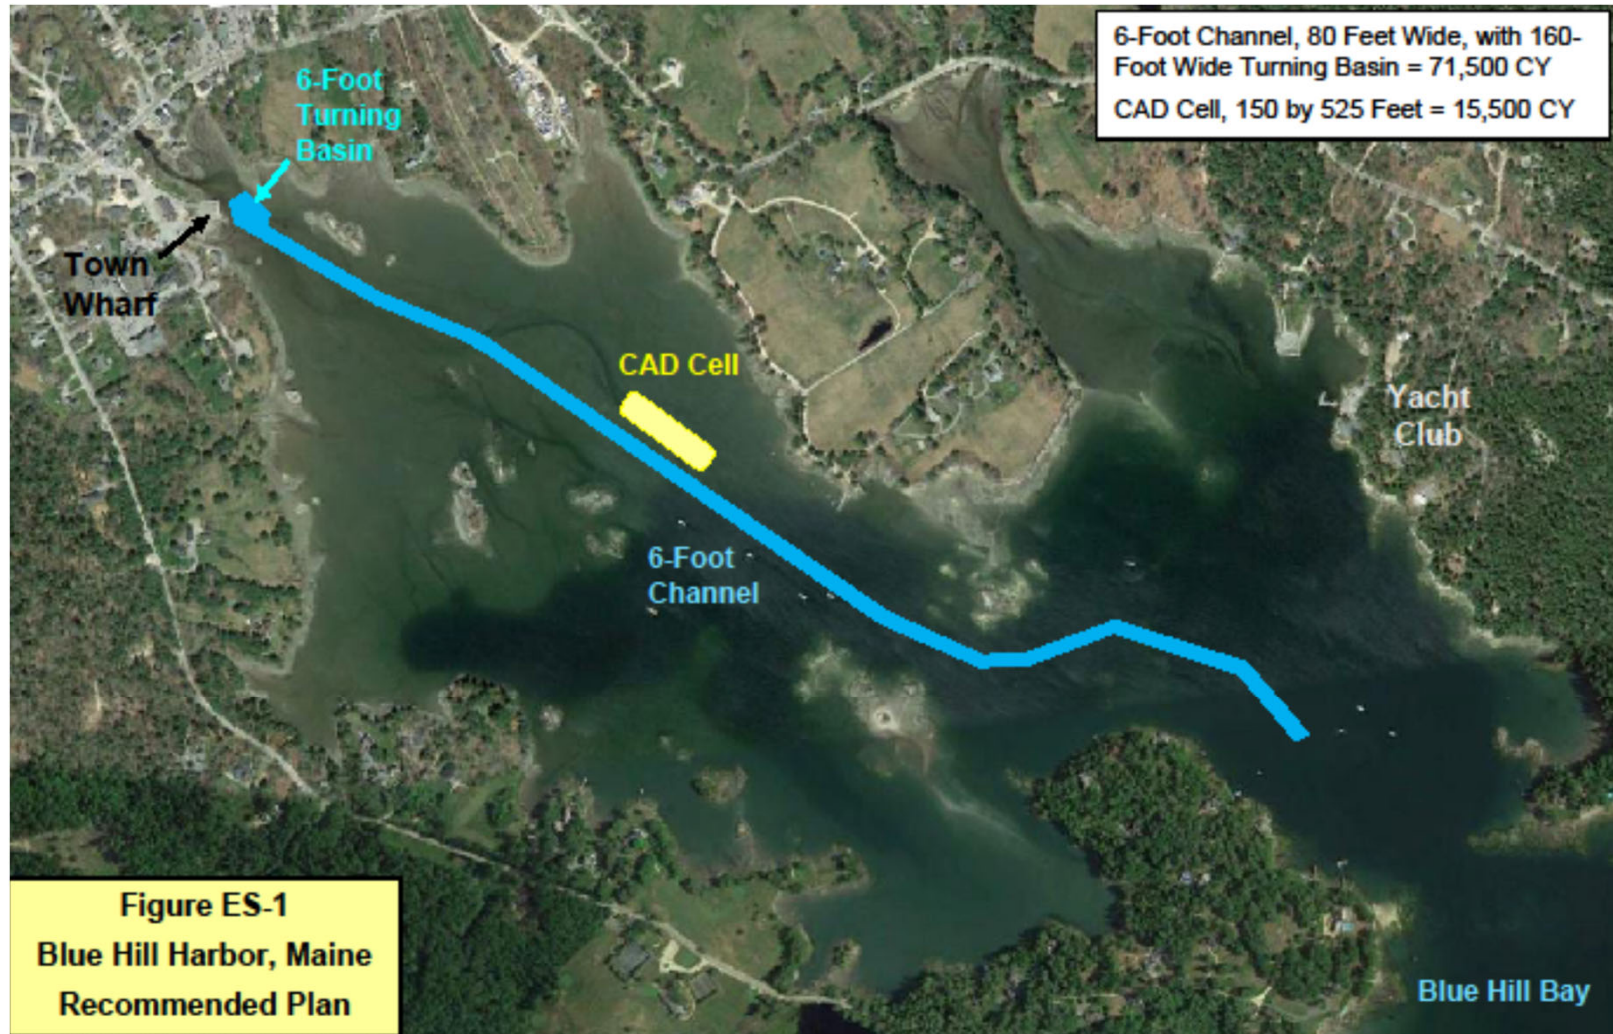 6-Foot Channel, 80 Feet Wide, with 160-
Foot Wide Turning Basin = 71,500 CY
CAD Cell, 150 by 525 Feet = 15,500 CY
6-Foot
Turning
Basin
Town
Wharf
CAD Cell
Yacht
Club
6-Foot
Channel
Figure ES-1
Blue Hill Harbor, Maine
Recommended Plan
Blue Hill Bay